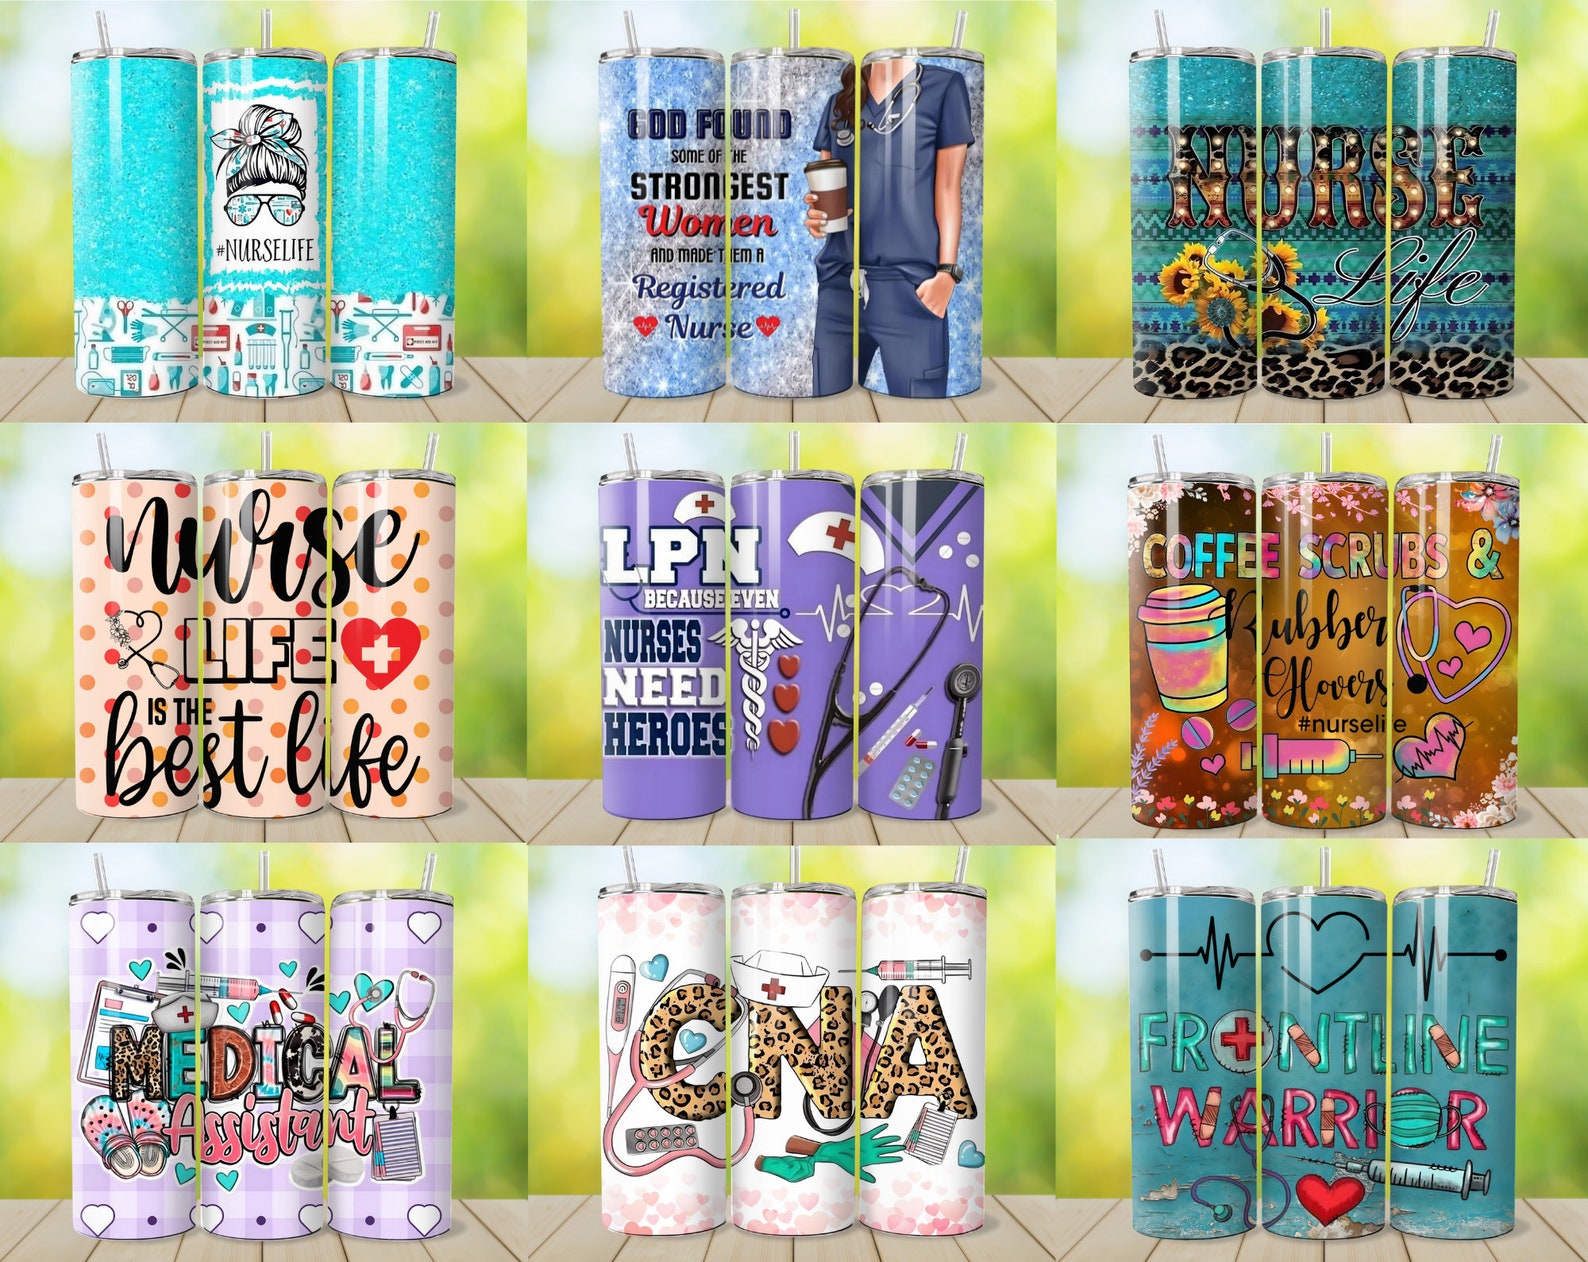 #NURSELIFE
GOD FOUND
SOME OF THE
STRONGEST
Women
AND MADE THEM A
Registered
Nurse
NURSE
Life
nurse
LIFE
IS THE
best life
LPN
BECAUSE EVEN
NURSES
NEED
HEROES
COFFEE SCRUBS &
Rubber
Glovers
#nurselife
MEDICAL
Assistant
CNA
FRONTLINE
WARRIOR